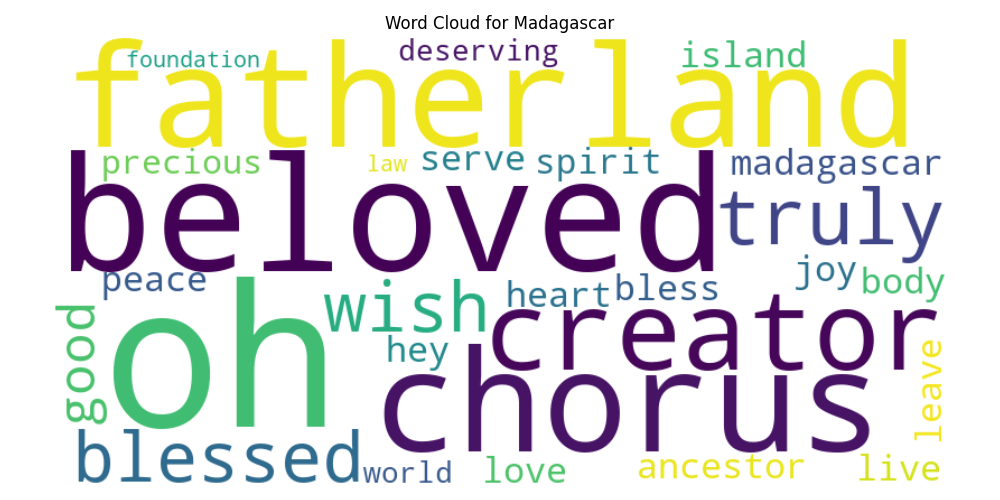 Word Cloud for Madagascar
foundation deserving island
fatherland
precious law serve spirit madagascar
beloved truly
peace joy body
good oh wish heart bless
hey creator leave
chorus
blessed world love ancestor live